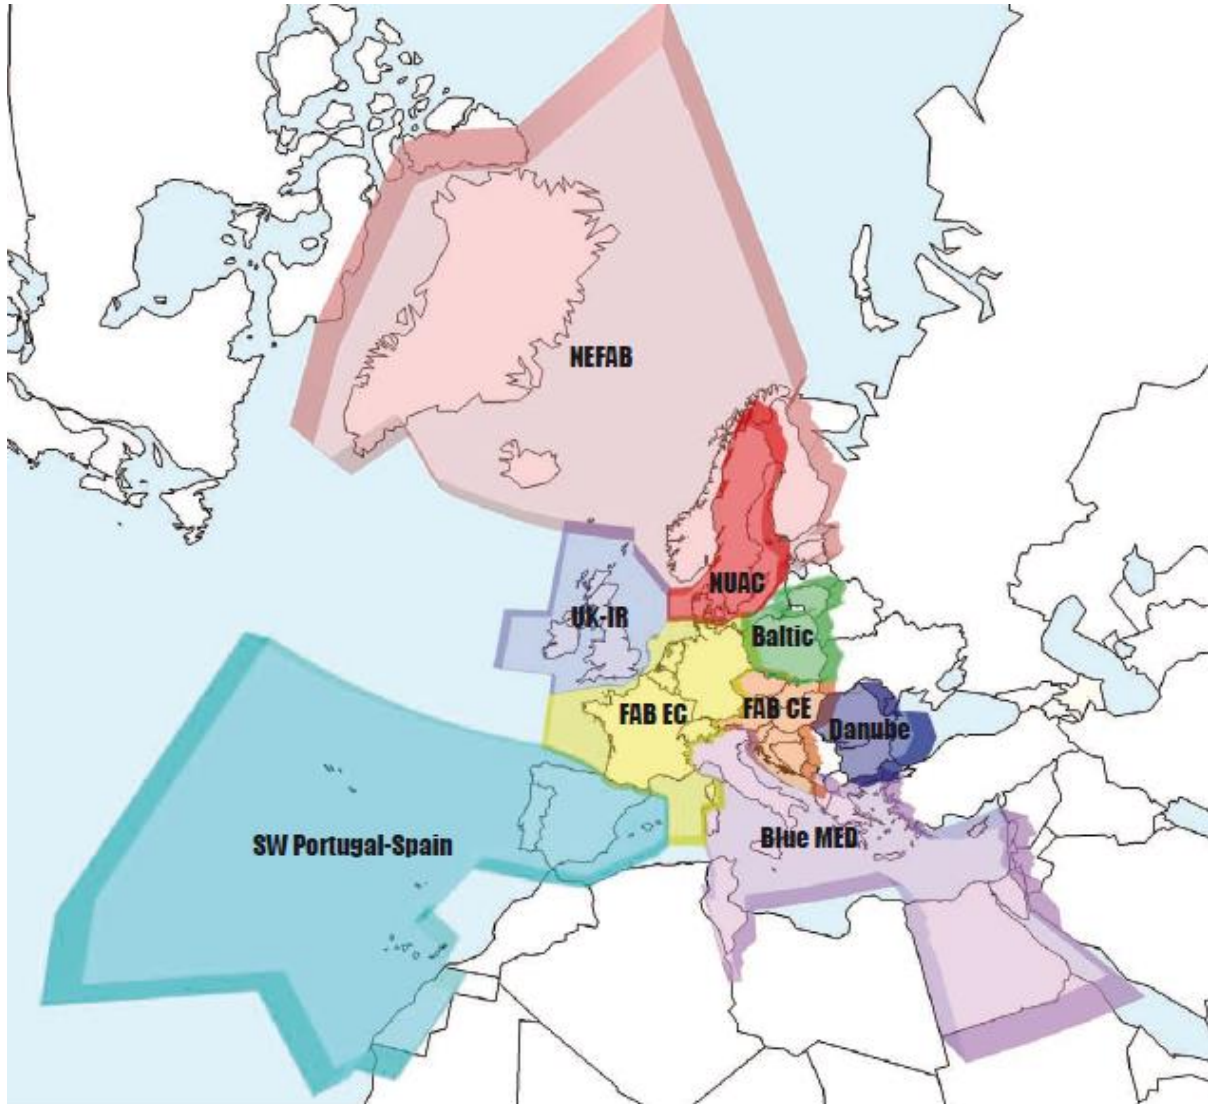 NEFAB
NUAC
UK-IR
Baltic
FAB EC
FAB CE
Danube
SW Portugal-Spain
Blue MED